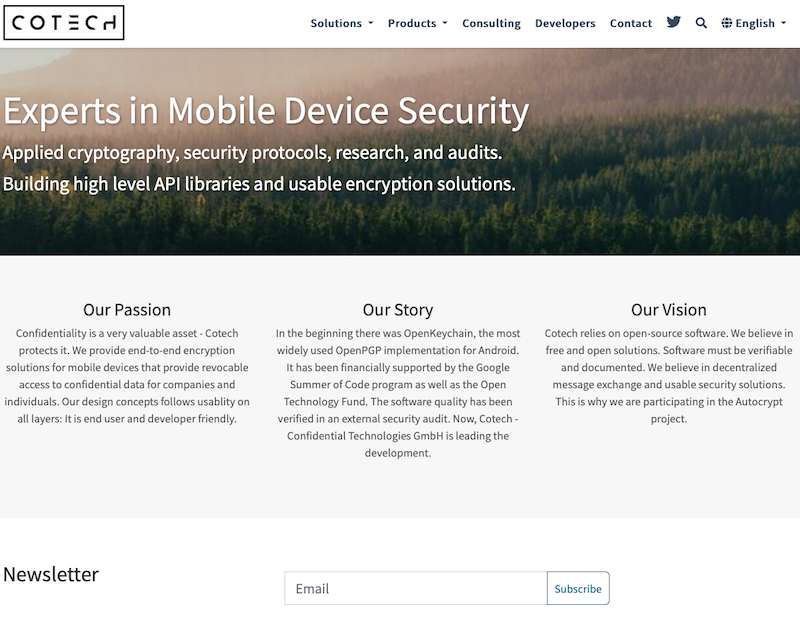 COTECH
Solutions
Products
Consulting
Developers
Contact
English
Experts in Mobile Device Security
Applied cryptography, security protocols, research, and audits.
Building high level API libraries and usable encryption solutions.
Our Passion
Confidentiality is a very valuable asset - Cotech
protects it. We provide end-to-end encryption
solutions for mobile devices that provide revocable
access to confidential data for companies and
individuals. Our design concepts follows usablity on
all layers: It is end user and developer friendly.
Our Story
In the beginning there was OpenKeychain, the most
widely used OpenPGP implementation for Android.
It has been financially supported by the Google
Summer of Code program as well as the Open
Technology Fund. The software quality has been
verified in an external security audit. Now, Cotech -
Confidential Technologies GmbH is leading the
development.
Our Vision
Cotech relies on open-source software. We believe in
free and open solutions. Software must be verifiable
and documented. We believe in decentralized
message exchange and usable security solutions.
This is why we are participating in the Autocrypt
project.
Newsletter
Email
Subscribe